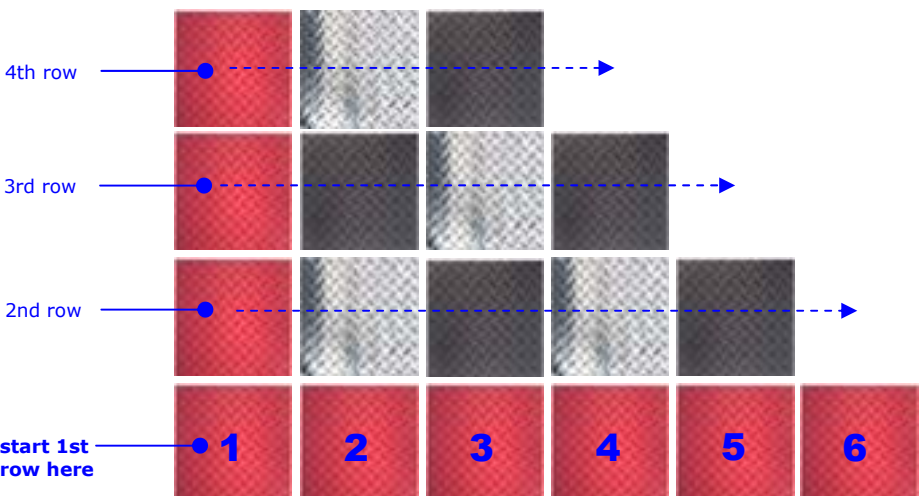 4th row
3rd row
2nd row
start 1st
row here
1 2 3 4 5 6